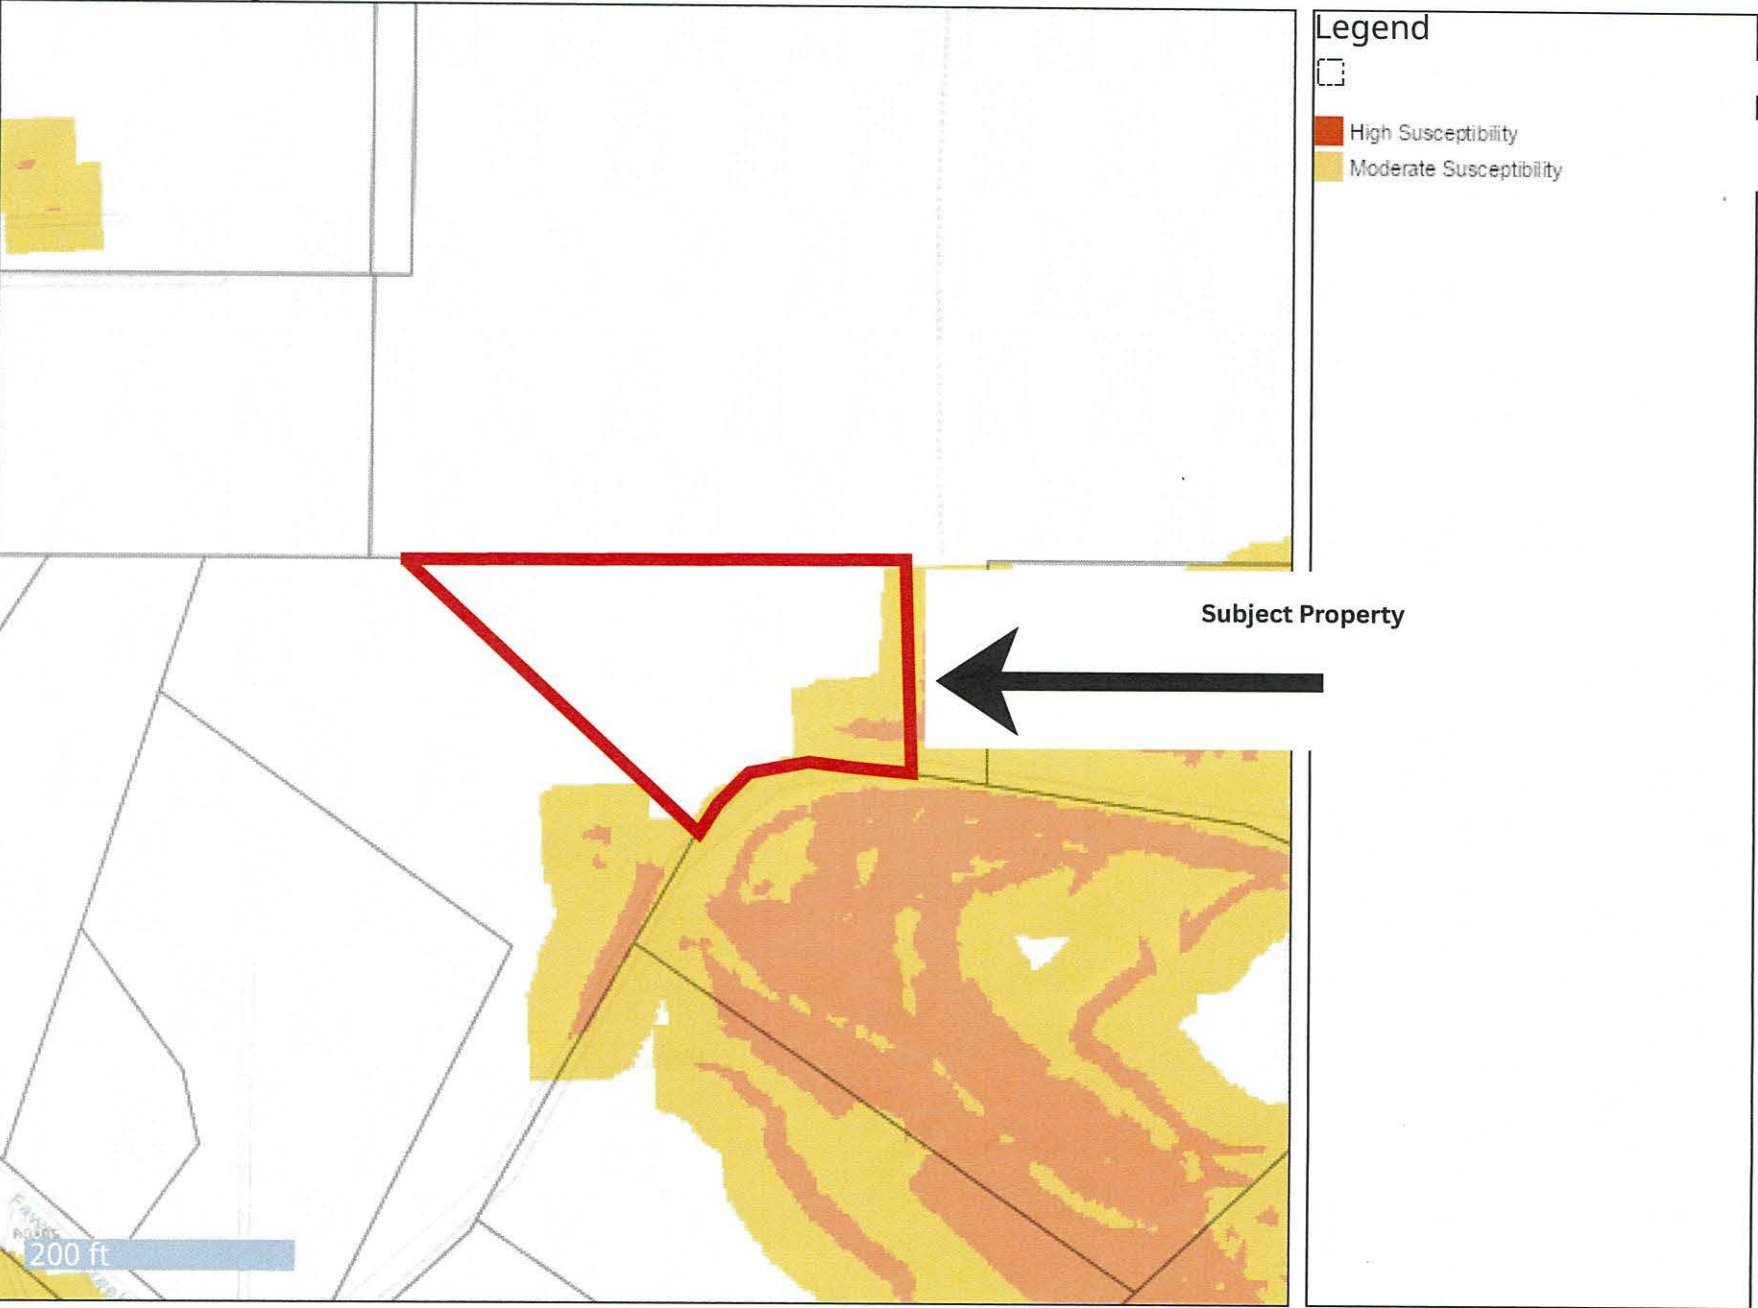 Legend
High Susceptibility
Moderate Susceptibility
Subject Property
200 ft